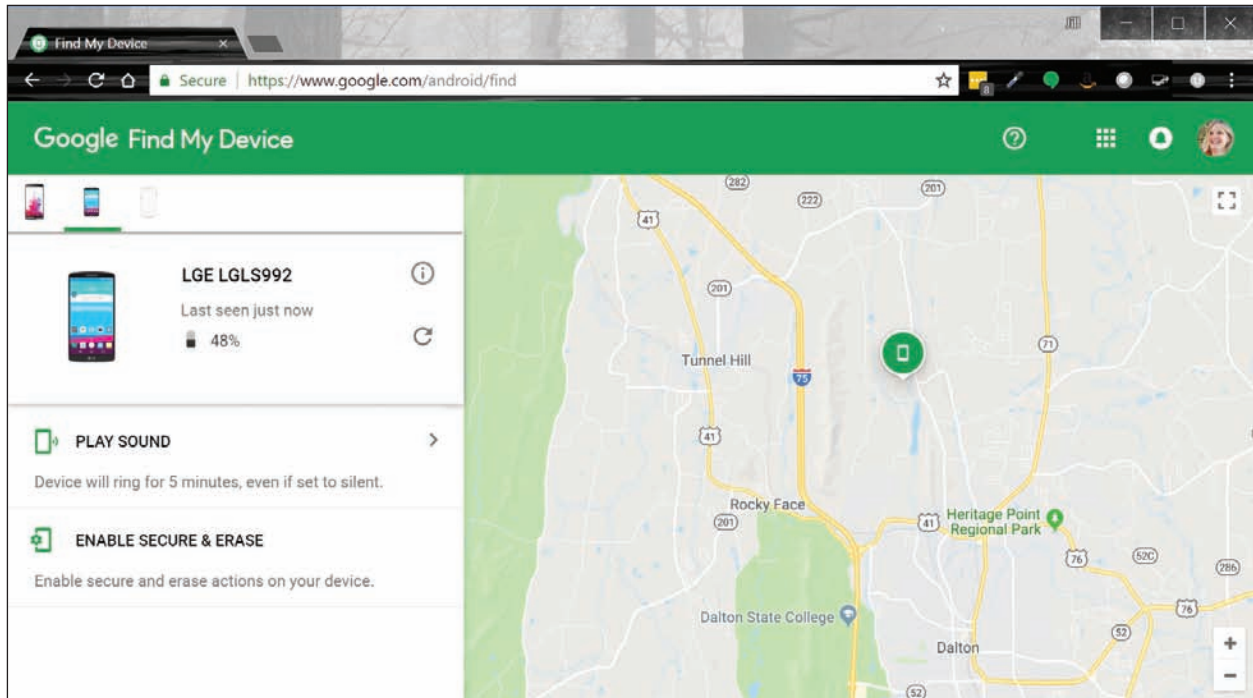 Find My Device
8
Secure | https://www.google.com/android/find
Google Find My Device
LGE LGLS992
Last seen just now
48%
PLAY SOUND
Device will ring for 5 minutes, even if set to silent.
ENABLE SECURE & ERASE
Enable secure and erase actions on your device.
282
201
222
41
201
71
Tunnel Hill
75
41
Rocky Face
201
41
Heritage Point
Regional Park
76
52C
286
76
Dalton State College
52
Dalton
52